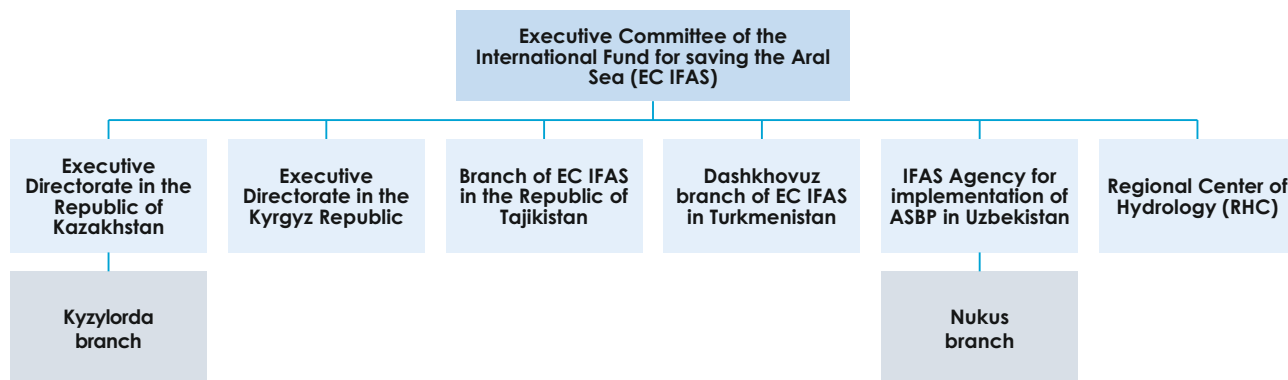 Executive Committee of the
International Fund for saving the Aral
Sea (EC IFAS)
Executive
Directorate in the
Republic of
Kazakhstan
Executive
Directorate in the
Kyrgyz Republic
Branch of EC IFAS
in the Republic of
Tajikistan
Dashkhovuz
branch of EC IFAS
in Turkmenistan
IFAS Agency for
implementation of
ASBP in Uzbekistan
Regional Center of
Hydrology (RHC)
Kyzylorda
branch
Nukus
branch